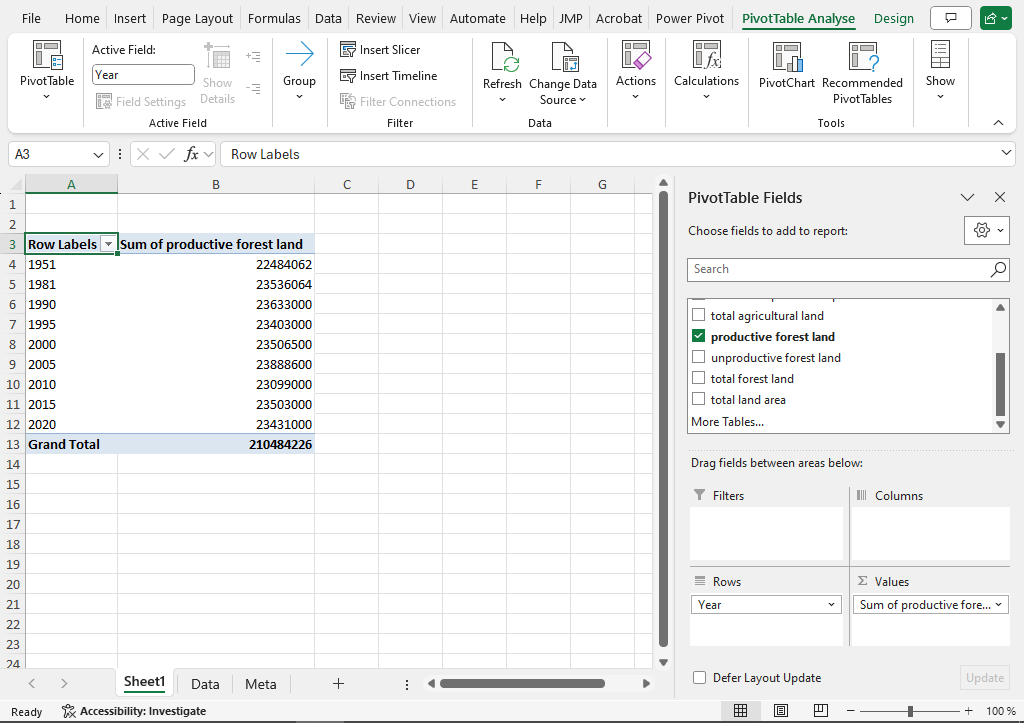 File Home Insert Page Layout Formulas Data Review View Automate Help JMP Acrobat Power Pivot PivotTable Analyse Design
PivotTable
Active Field:
Year
Field Settings
Show Details
Active Field
Group
Insert Slicer
Insert Timeline
Filter Connections
Filter
Refresh
Change Data Source
Data
Actions
Calculations
PivotChart
Recommended PivotTables
Tools
Show
A3 fx Row Labels
A B C D E F G
1
2
3 Row Labels Sum of productive forest land
4 1951 22484062
5 1981 23536064
6 1990 23633000
7 1995 23403000
8 2000 23506500
9 2005 23888600
10 2010 23099000
11 2015 23503000
12 2020 23431000
13 Grand Total 210484226
14
15
16
17
18
19
20
21
22
23
24
PivotTable Fields
Choose fields to add to report:
Search
total agricultural land
productive forest land
unproductive forest land
total forest land
total land area
More Tables...
Drag fields between areas below:
Filters Columns
Rows Σ Values
Year Sum of productive fore...
Defer Layout Update Update
Sheet1 Data Meta
Ready Accessibility: Investigate 100 %